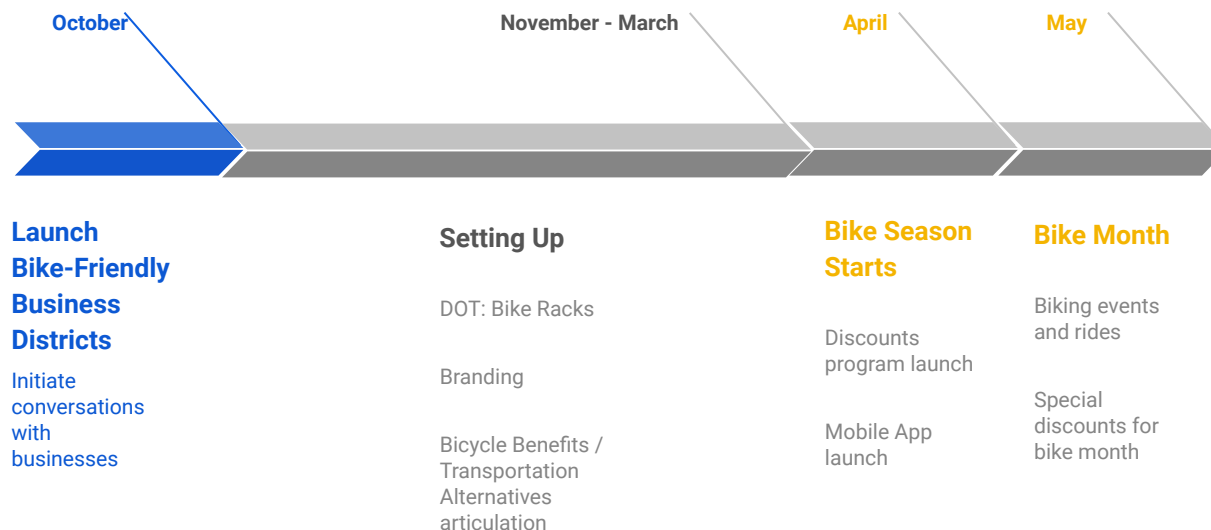 October
November - March
April
May
Launch
Bike-Friendly
Business
Districts
Initiate
conversations
with
businesses
Setting Up
DOT: Bike Racks
Branding
Bicycle Benefits /
Transportation
Alternatives
articulation
Bike Season
Starts
Discounts
program launch
Mobile App
launch
Bike Month
Biking events
and rides
Special
discounts for
bike month